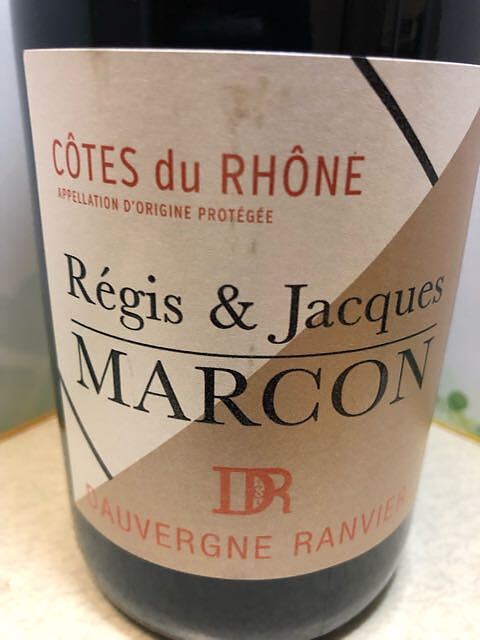 CÔTES du RHÔNE
APPELLATION D'ORIGINE PROTÉGÉE
Régis & Jacques
MARCON
DR
DAUVERGNE RANVIER